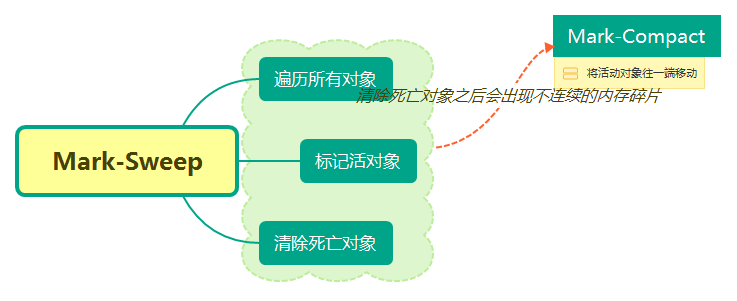 Mark-Compact
将活动对象往一端移动
遍历所有对象
清除死亡对象之后会出现不连续的内存碎片
Mark-Sweep
标记活对象
清除死亡对象